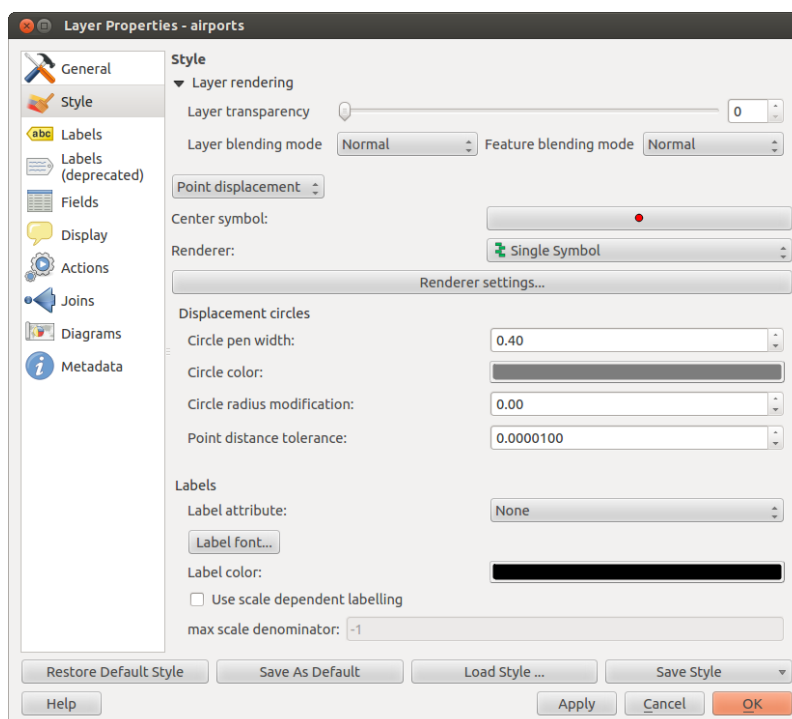 Layer Properties - airports
General
Style
abc Labels
Labels
(deprecated)
Fields
Display
Actions
Joins
Diagrams
i Metadata
Style
Layer rendering
Layer transparency 0
Layer blending mode Normal Feature blending mode Normal
Point displacement
Center symbol:
Renderer: Single Symbol
Renderer settings...
Displacement circles
Circle pen width: 0.40
Circle color:
Circle radius modification: 0.00
Point distance tolerance: 0.0000100
Labels
Label attribute: None
Label font...
Label color:
Use scale dependent labelling
max scale denominator: -1
Restore Default Style Save As Default Load Style ... Save Style
Help Apply Cancel OK